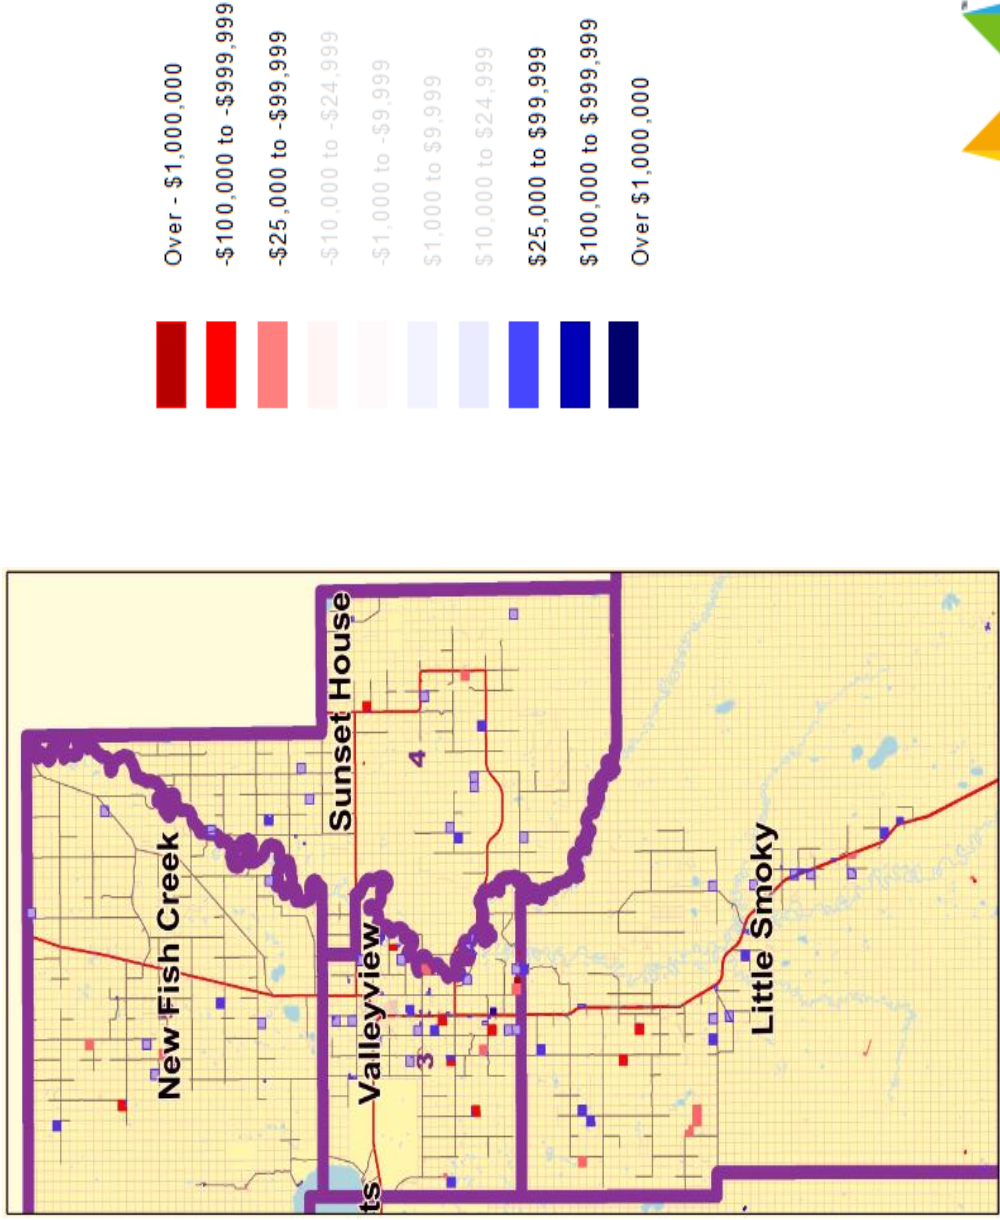 Over - $1,000,000
-$100,000 to -$999,999
-$25,000 to -$99,999
-$10,000 to -$24,999
-$1,000 to -$9,999
$1,000 to $9,999
$10,000 to $24,999
$25,000 to $99,999
$100,000 to $999,999
Over $1,000,000
New Fish Creek
Sunset House
4
Valleyview
3
ts
Little Smoky